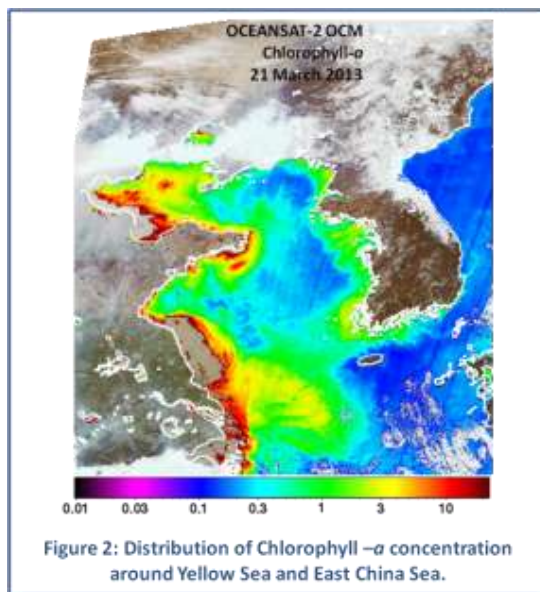 OCEANSAT-2 OCM
Chlorophyll-a
21 March 2013
0.01 0.03 0.1 0.3 1 3 10
Figure 2: Distribution of Chlorophyll –a concentration
around Yellow Sea and East China Sea.